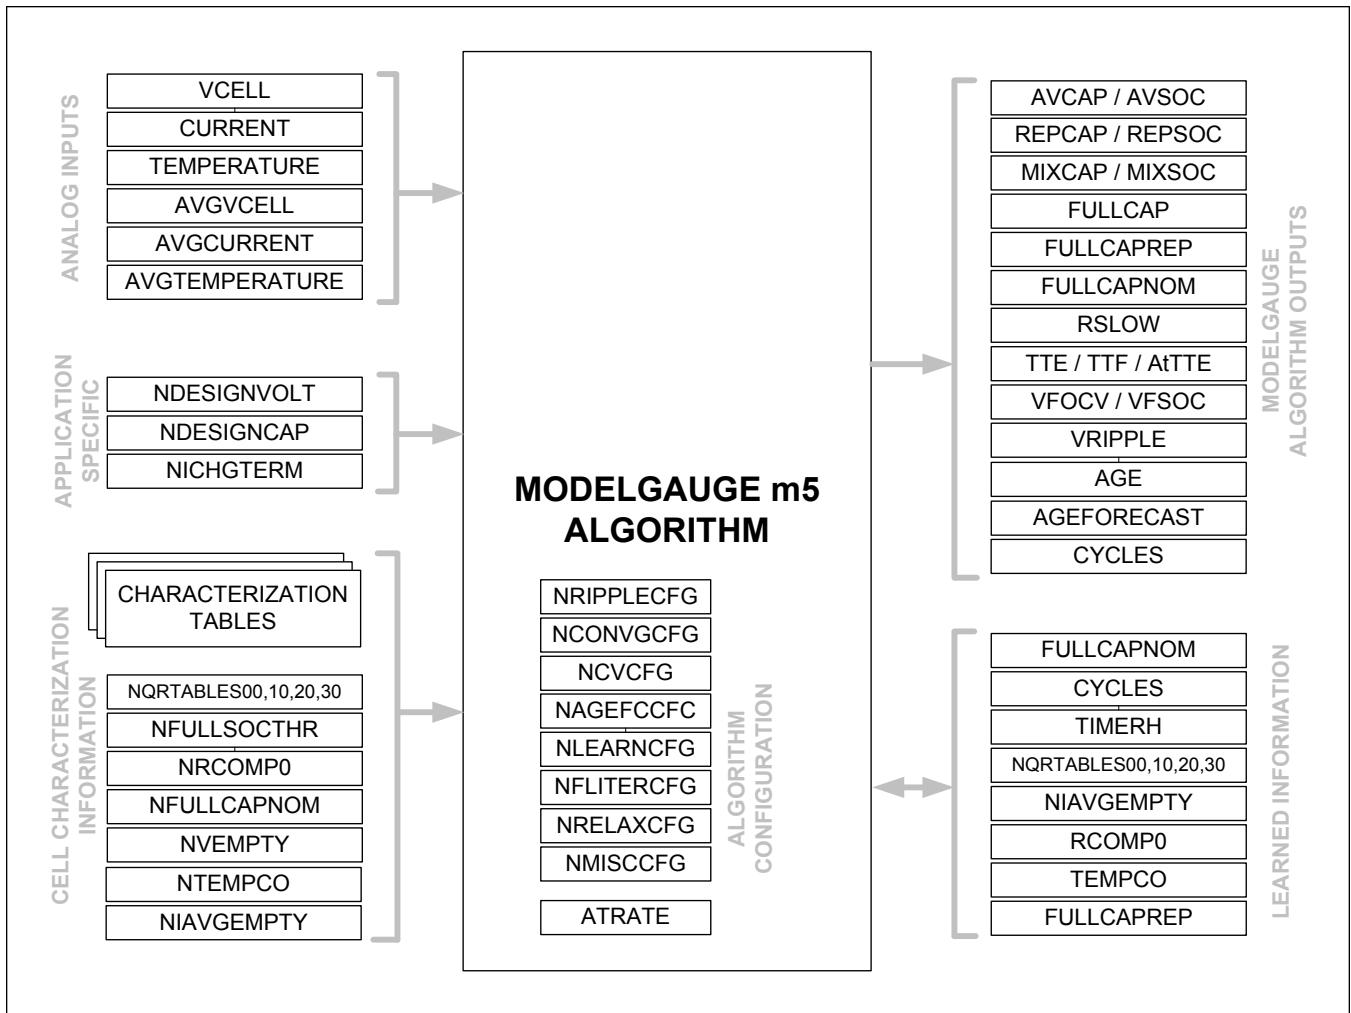 ANALOG INPUTS
VCELL
CURRENT
TEMPERATURE
AVGVCELL
AVGCURRENT
AVGTEMPERATURE
APPLICATION
SPECIFIC
NDESIGNVOLT
NDESIGNCAP
NICHGTERM
CELL CHARACTERIZATION
INFORMATION
CHARACTERIZATION
TABLES
NQRTABLES00,10,20,30
NFULLSOCTHR
NRCOMP0
NFULLCAPNOM
NVEMPTY
NTEMPCO
NIAVGEMPTY
MODELGAUGE m5
ALGORITHM
NRIPPLECFG
NCONVGCFG
NCVCFG
NAGEFCCFC
NLEARNCFG
NFLITERCFG
NRELAXCFG
NMISCCFG
ATRATE
ALGORITHM
CONFIGURATION
AVCAP / AVSOC
REPCAP / REPSOC
MIXCAP / MIXSOC
FULLCAP
FULLCAPREP
FULLCAPNOM
RSLOW
TTE / TTF / AtTTE
VFOCV / VFSOC
VRIPPLE
AGE
AGEFORECAST
CYCLES
MODELGAUGE
ALGORITHM OUTPUTS
FULLCAPNOM
CYCLES
TIMERH
NQRTABLES00,10,20,30
NIAVGEMPTY
RCOMP0
TEMPCO
FULLCAPREP
LEARNED INFORMATION